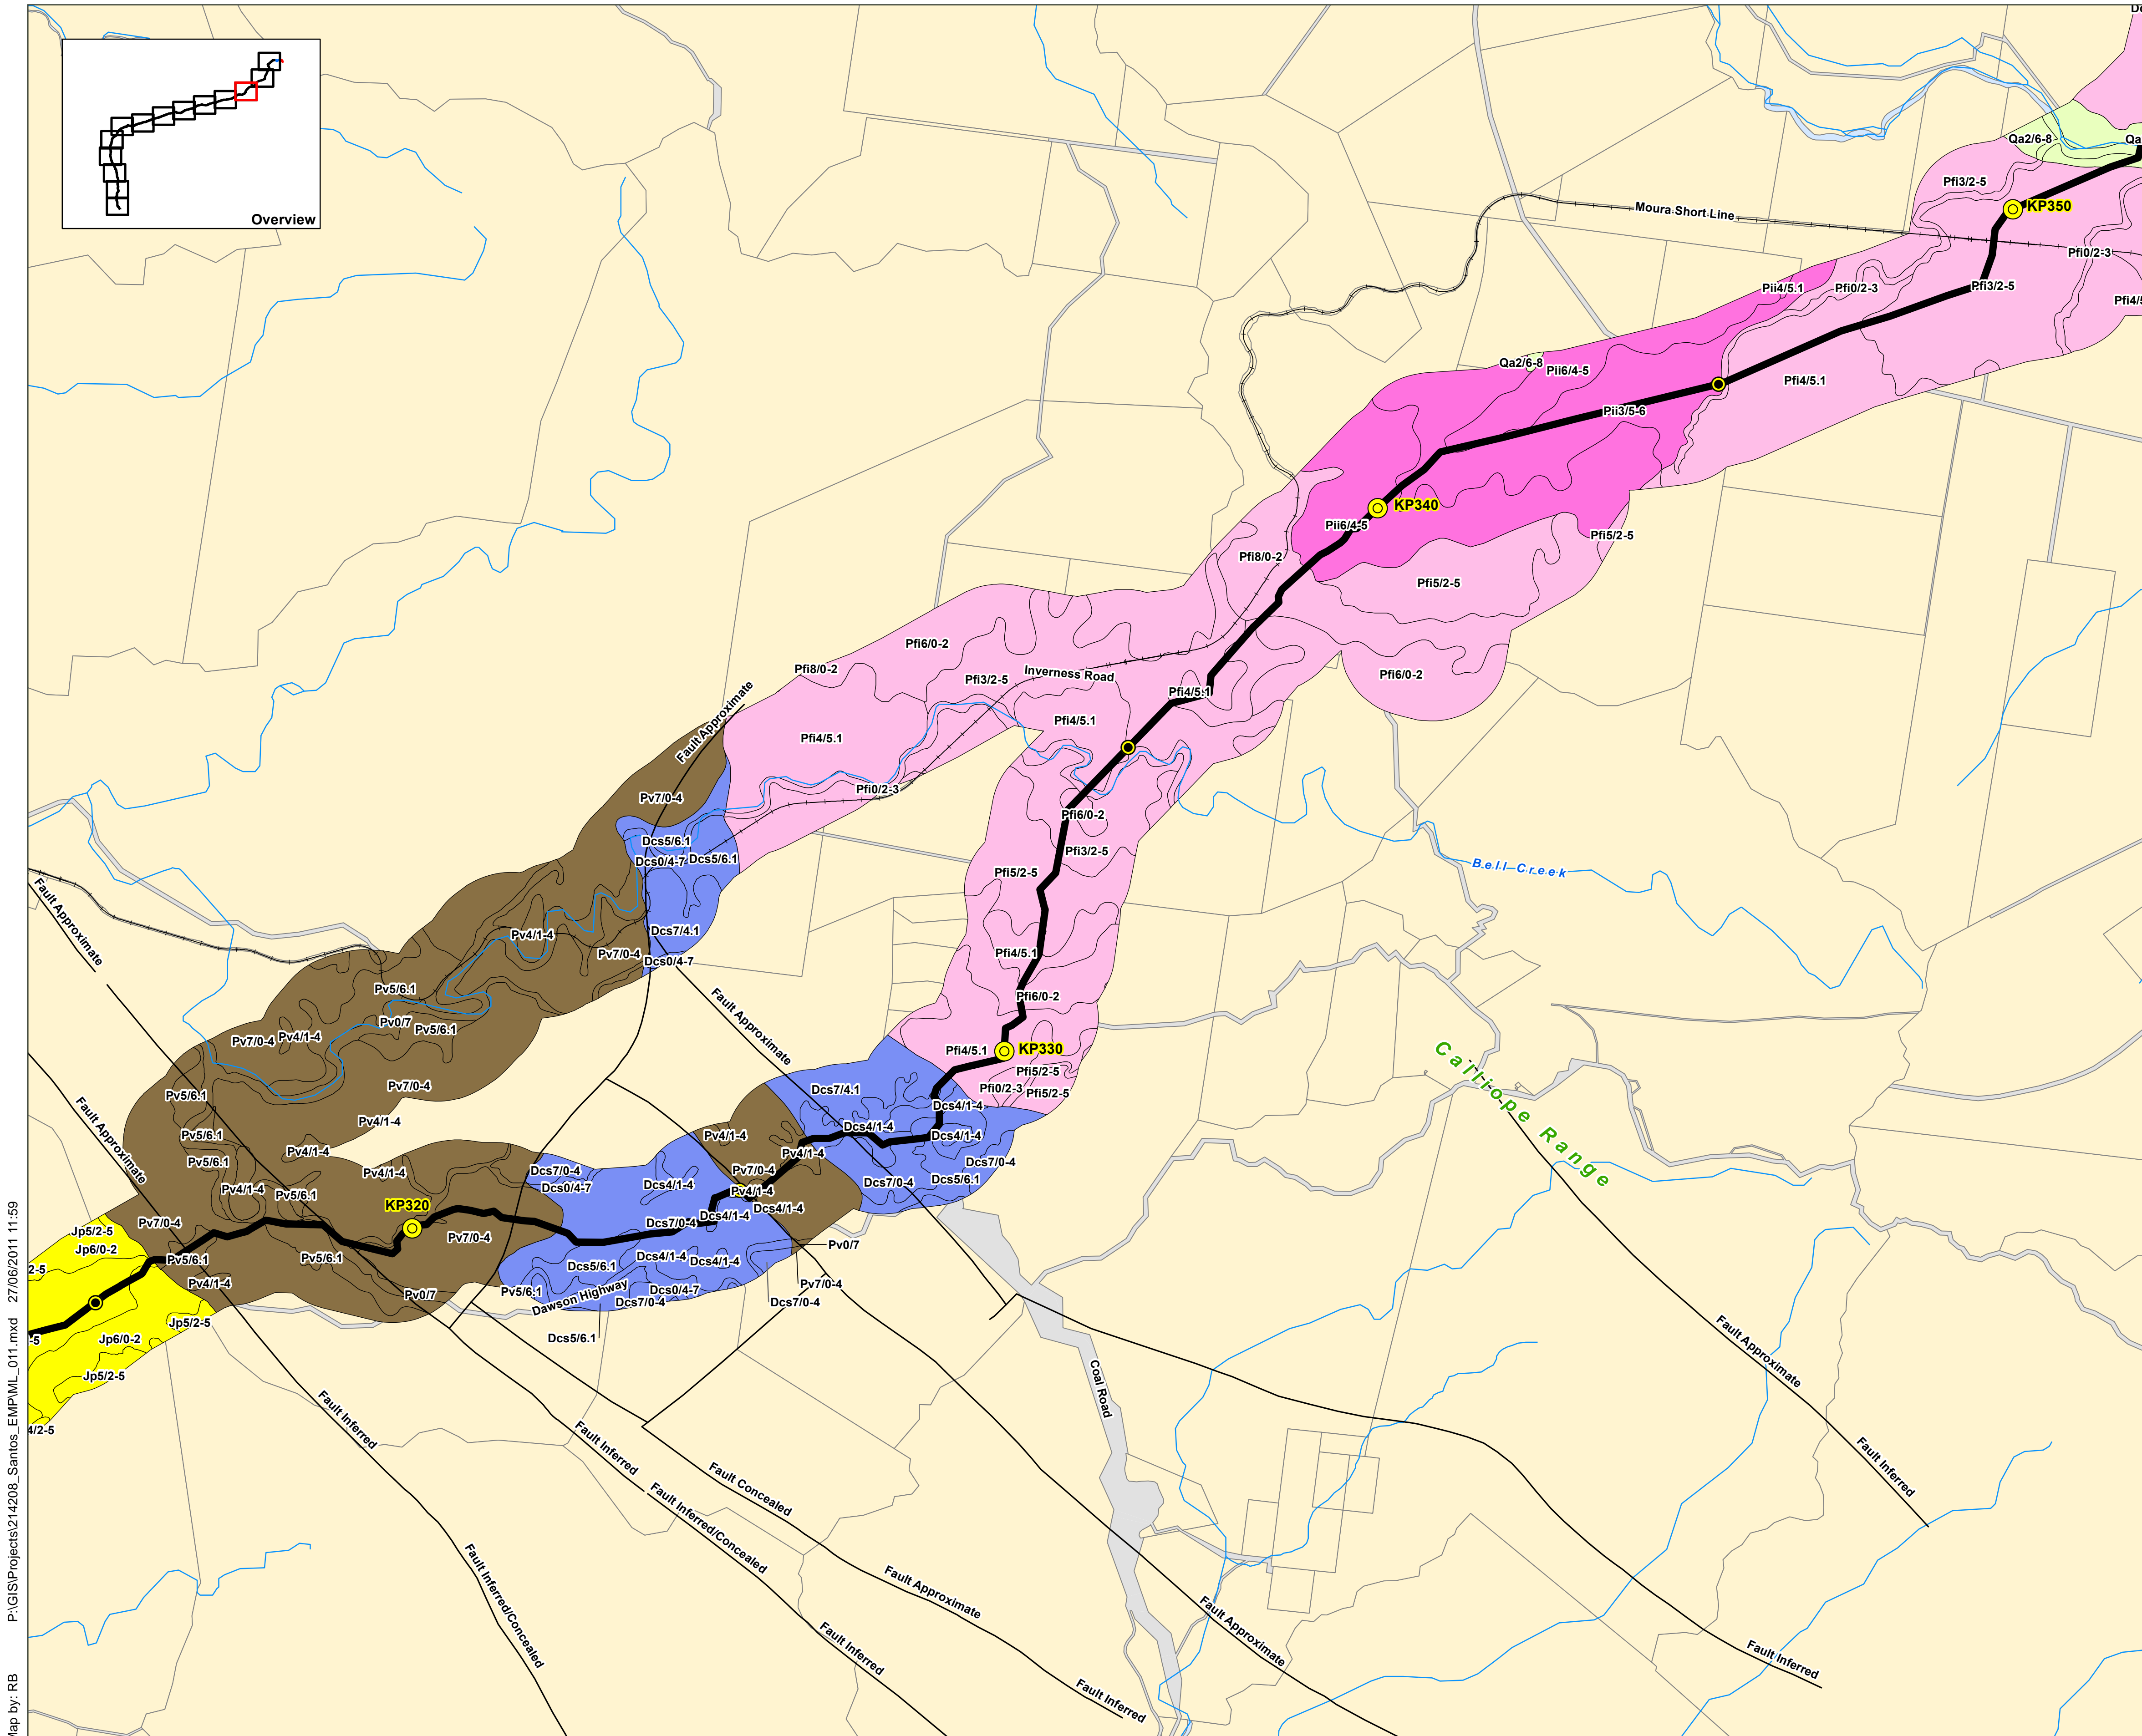 Overview
Moura Short Line
Qa2/6-8
Qa
Pfi3/2-5
KP350
Pfi0/2-3
Pii4/5.1
Pfi0/2-3
Pfi3/2-5
Pfi4/5
Qa2/6-8
Pii6/4-5
Pfi4/5.1
Pii3/5-6
KP340
Pii6/4-5
Pfi5/2-5
Pfi8/0-2
Pfi5/2-5
Pfi6/0-2
Pfi8/0-2
Inverness Road
Pfi3/2-5
Pfi6/0-2
Pfi4/5.1
Fault Approximate
Pfi4/5.1
Pfi4/5.1
Pfi0/2-3
Pv7/0-4
Pfi6/0-2
Dcs5/6.1
Dcs0/4-7
Dcs5/6.1
Pfi3/2-5
Pfi5/2-5
Bell Creek
Fault Approximate
Pv4/1-4
Dcs7/4.1
Pv7/0-4
Pfi4/5.1
Dcs0/4-7
Pv5/6.1
Fault Approximate
Pfi6/0-2
Pv0/7
Pv5/6.1
Pv4/1-4
Pv7/0-4
Pfi4/5.1
KP330
Calliope Range
Pfi5/2-5
Pfi0/2-3
Pfi5/2-5
Pv7/0-4
Dcs7/4.1
Pv5/6.1
Dcs4/1-4
Pv4/1-4
Dcs4/1-4
Pv5/6.1
Pv4/1-4
Dcs4/1-4
Fault Approximate
Pv4/1-4
Pv4/1-4
Pv5/6.1
Dcs7/0-4
Pv4/1-4
Dcs7/0-4
Pv7/0-4
Dcs5/6.1
Dcs7/0-4
Dcs0/4-7
Dcs4/1-4
Pv4/1-4
Pv4/1-4
Pv5/6.1
KP320
Dcs4/1-4
Dcs4/1-4
Dcs7/0-4
Pv7/0-4
Pv7/0-4
Jp5/2-5
Jp6/0-2
Pv5/6.1
Pv5/6.1
Pv0/7
Dcs4/1-4
Dcs4/1-4
Dcs5/6.1
2-5
Pv4/1-4
Pv0/7
Pv5/6.1
Dawson Highway
Dcs0/4-7
Dcs7/0-4
Pv7/0-4
Dcs7/0-4
Jp5/2-5
Jp6/0-2
-5
Dcs5/6.1
Jp5/2-5
4/2-5
Fault Approximate
Coal Road
Fault Inferred
Fault Inferred
Fault Inferred
Fault Concealed
Fault Inferred/Concealed
Fault Inferred/Concealed
Fault Approximate
Fault Approximate
Fault Inferred
Fault Inferred
Fault Inferred
Map by: RB P:\GIS\Projects\214208_Santos_EMP\ML_011.mxd 27/06/2011 11:59